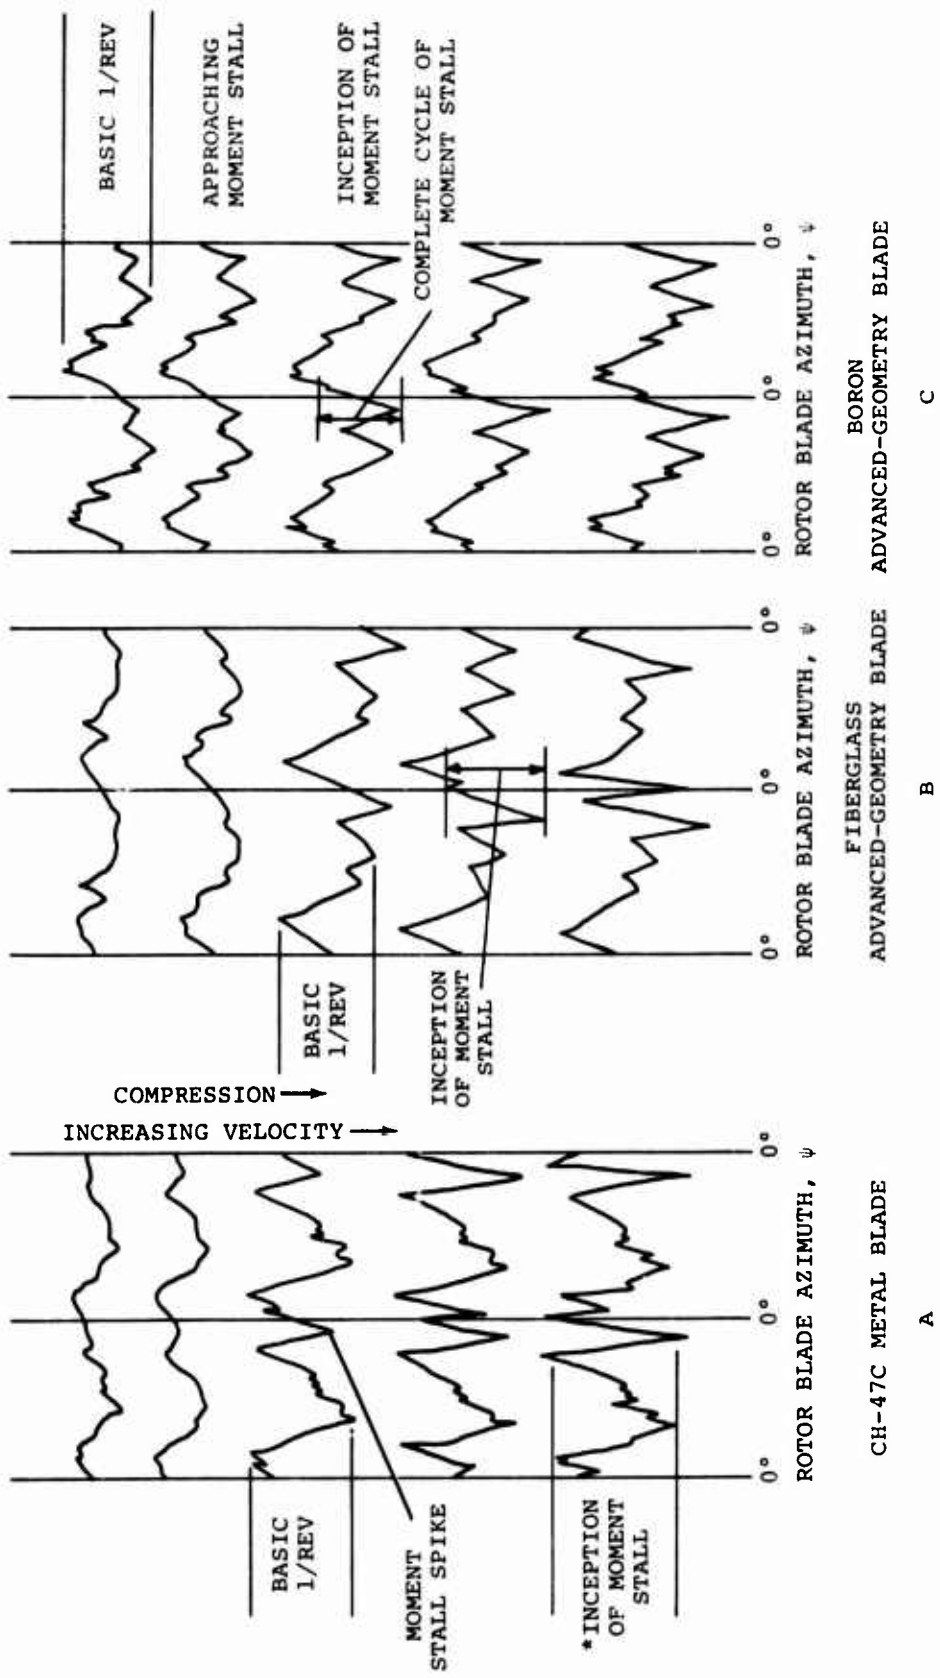 BASIC
1/REV
MOMENT
STALL SPIKE
*INCEPTION
OF MOMENT
STALL
0°
0°
0°
ROTOR BLADE AZIMUTH, ψ
CH-47C METAL BLADE
A
COMPRESSION
INCREASING VELOCITY
BASIC
1/REV
INCEPTION
OF MOMENT
STALL
0°
0°
0°
ROTOR BLADE AZIMUTH, ψ
FIBERGLASS
ADVANCED-GEOMETRY BLADE
B
BASIC 1/REV
APPROACHING
MOMENT STALL
INCEPTION OF
MOMENT STALL
COMPLETE CYCLE OF
MOMENT STALL
0°
0°
0°
ROTOR BLADE AZIMUTH, ψ
BORON
ADVANCED-GEOMETRY BLADE
C